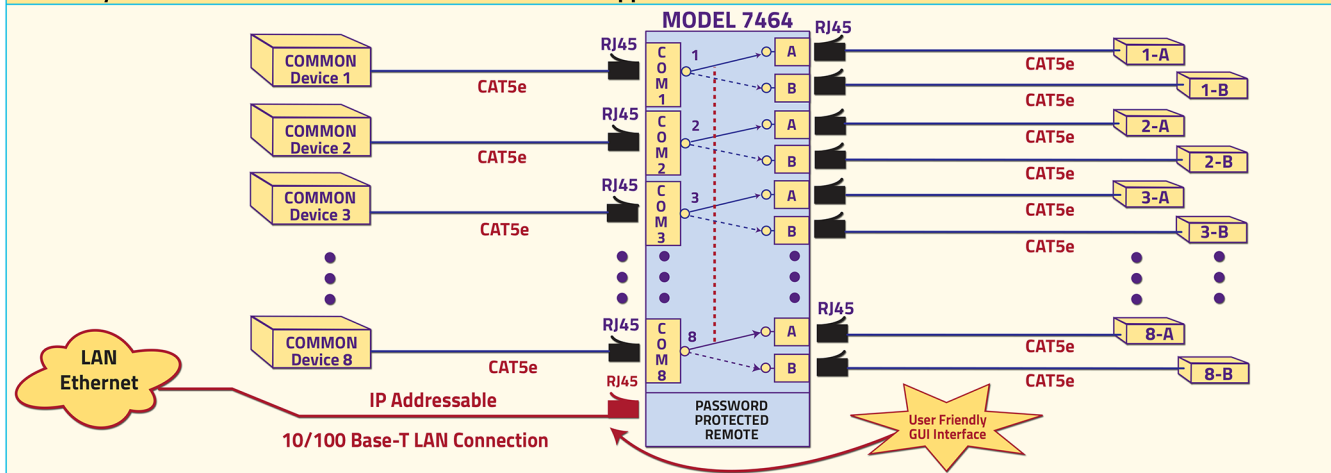 MODEL 7464
RJ45
RJ45
COMMON
Device 1
CAT5e
COM1
1
A
B
CAT5e
1-A
CAT5e
1-B
RJ45
COMMON
Device 2
CAT5e
COM2
2
A
B
CAT5e
2-A
CAT5e
2-B
RJ45
COMMON
Device 3
CAT5e
COM3
3
A
B
CAT5e
3-A
CAT5e
3-B
RJ45
RJ45
COMMON
Device 8
CAT5e
COM8
8
A
B
CAT5e
8-A
CAT5e
8-B
LAN
Ethernet
RJ45
IP Addressable
10/100 Base-T LAN Connection
PASSWORD
PROTECTED
REMOTE
User Friendly
GUI Interface